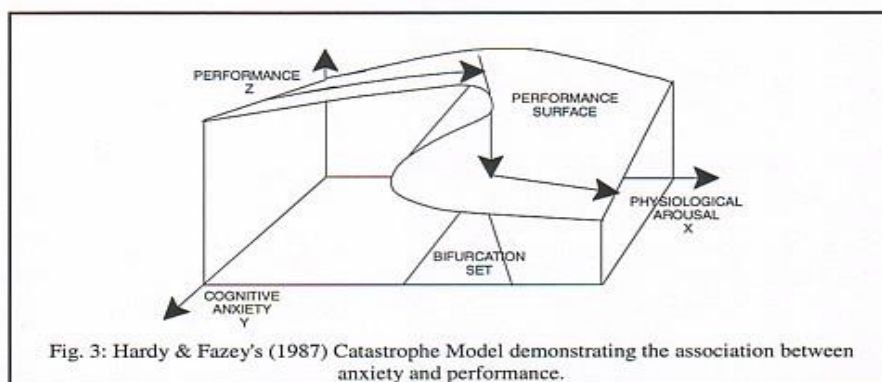 PERFORMANCE
Z
PERFORMANCE
SURFACE
PHYSIOLOGICAL
AROUSAL
X
BIFURCATION
SET
COGNITIVE
ANXIETY
Y
Fig. 3: Hardy & Fazey's (1987) Catastrophe Model demonstrating the association between
anxiety and performance.